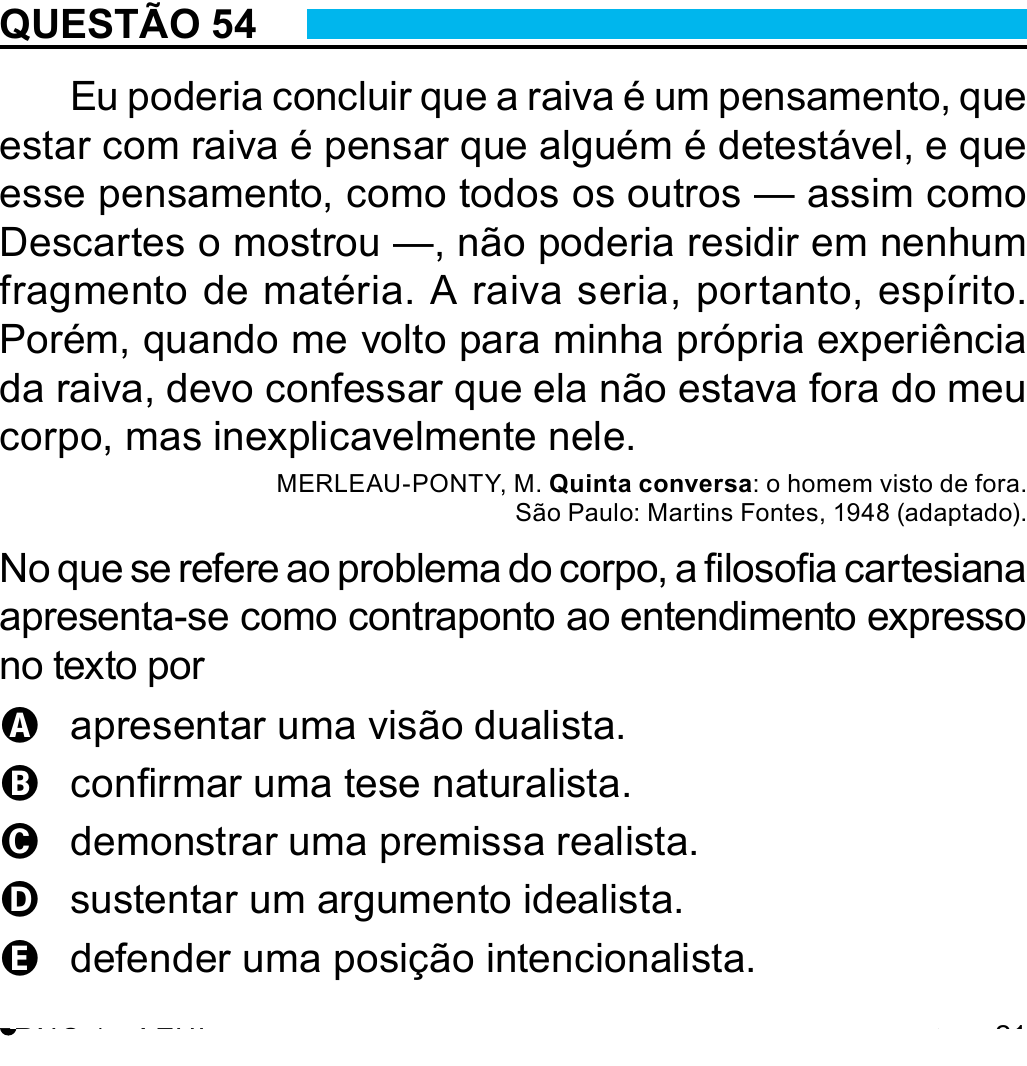 QUESTÃO 54
Eu poderia concluir que a raiva é um pensamento, que
estar com raiva é pensar que alguém é detestável, e que
esse pensamento, como todos os outros — assim como
Descartes o mostrou —, não poderia residir em nenhum
fragmento de matéria. A raiva seria, portanto, espírito.
Porém, quando me volto para minha própria experiência
da raiva, devo confessar que ela não estava fora do meu
corpo, mas inexplicavelmente nele.
MERLEAU-PONTY, M. Quinta conversa: o homem visto de fora.
São Paulo: Martins Fontes, 1948 (adaptado).
No que se refere ao problema do corpo, a filosofia cartesiana
apresenta-se como contraponto ao entendimento expresso
no texto por
A apresentar uma visão dualista.
B confirmar uma tese naturalista.
C demonstrar uma premissa realista.
D sustentar um argumento idealista.
E defender uma posição intencionalista.